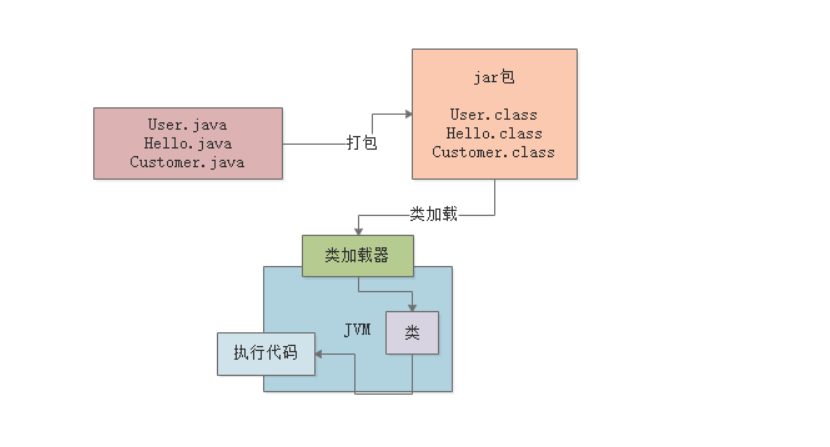 User.java
Hello.java
Customer.java
打包
jar包
User.class
Hello.class
Customer.class
类加载
类加载器
JVM
类
执行代码